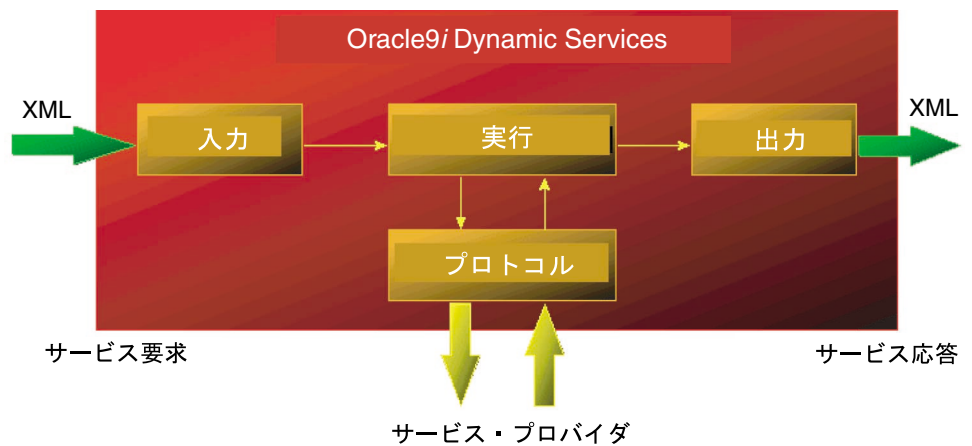 Oracle9i Dynamic Services
XML
XML
入力
実行
出力
プロトコル
サービス要求
サービス応答
サービス・プロバイダ